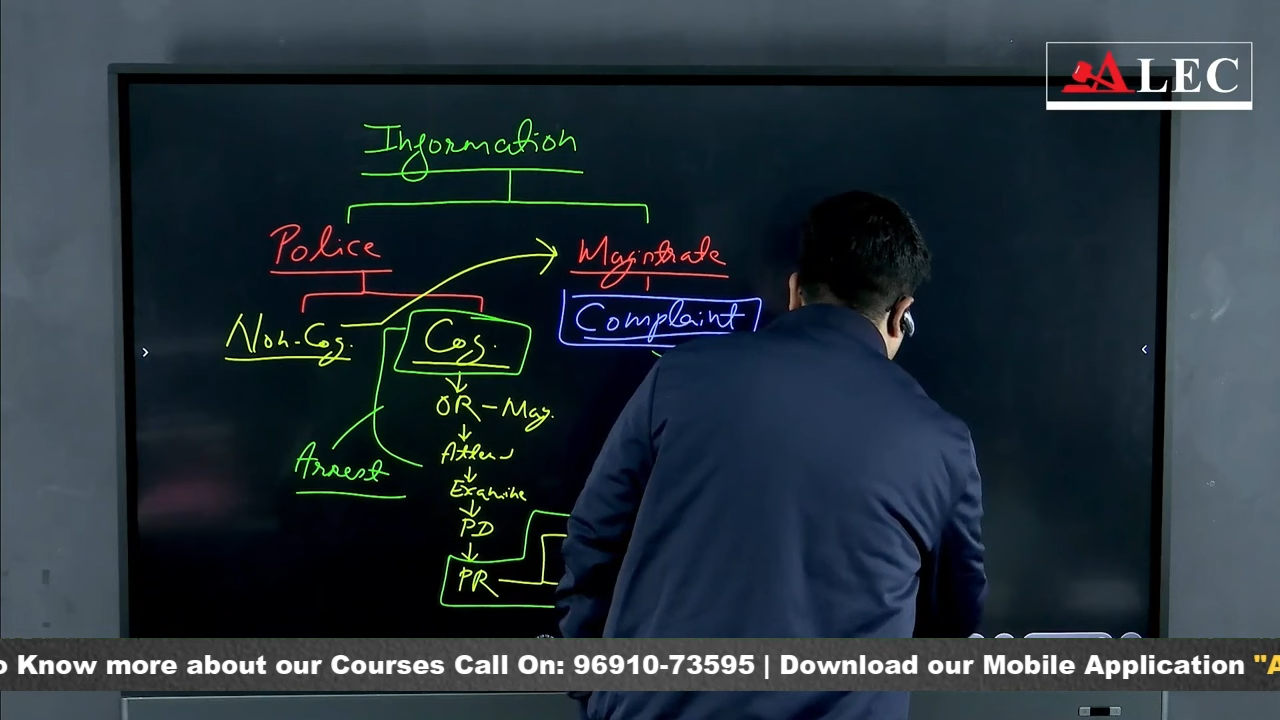 ALEC
Information
Police
Magistrate
Non-Cog.
Cog.
Complaint
OR - Mag.
Arrest
Examine
PD
PR
o Know more about our Courses Call On: 96910-73595 | Download our Mobile Application "A